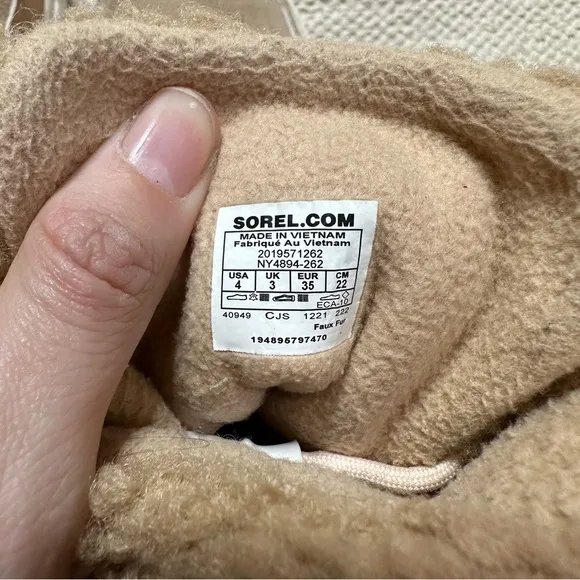 SOREL.COM
MADE IN VIETNAM
Fabriqué Au Vietnam
2019571262
NY4894-262
USA UK EUR CM
4 3 35 22
ECA-10
40949 CJS 1221 222
Faux Fur
194895797470